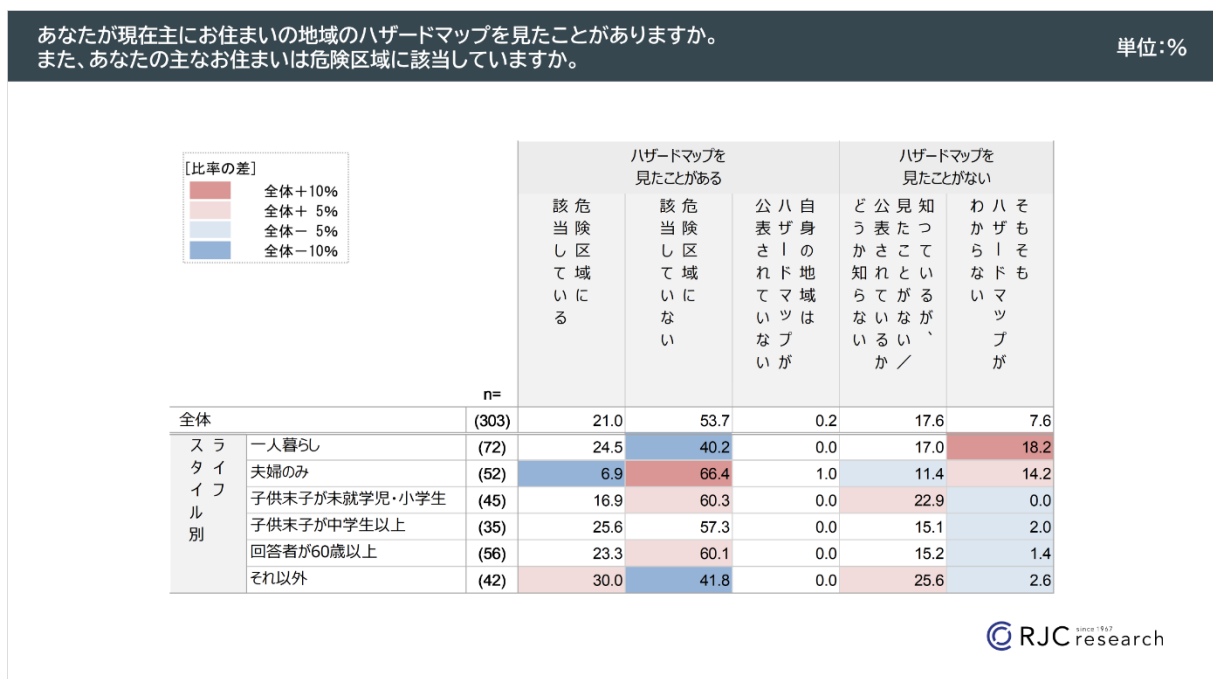 あなたが現在主にお住まいの地域のハザードマップを見たことがありますか。
また、あなたの主なお住まいは危険区域に該当していますか。
単位:%
[比率の差]
全体+10%
全体+ 5%
全体- 5%
全体-10%
ハザードマップを
見たことがある
ハザードマップを
見たことがない
危険区域に
該当している
危険区域に
該当していない
自身の地域は
ハザードマップが
公表されていない
知っているが、
見たことがない/
公表されているか
どうか知らない
そもそも
ハザードマップが
わからない
n=
全体 (303) 21.0 53.7 0.2 17.6 7.6
ライフ
スタイル別
一人暮らし (72) 24.5 40.2 0.0 17.0 18.2
夫婦のみ (52) 6.9 66.4 1.0 11.4 14.2
子供末子が未就学児・小学生 (45) 16.9 60.3 0.0 22.9 0.0
子供末子が中学生以上 (35) 25.6 57.3 0.0 15.1 2.0
回答者が60歳以上 (56) 23.3 60.1 0.0 15.2 1.4
それ以外 (42) 30.0 41.8 0.0 25.6 2.6
RJC since 1967 research